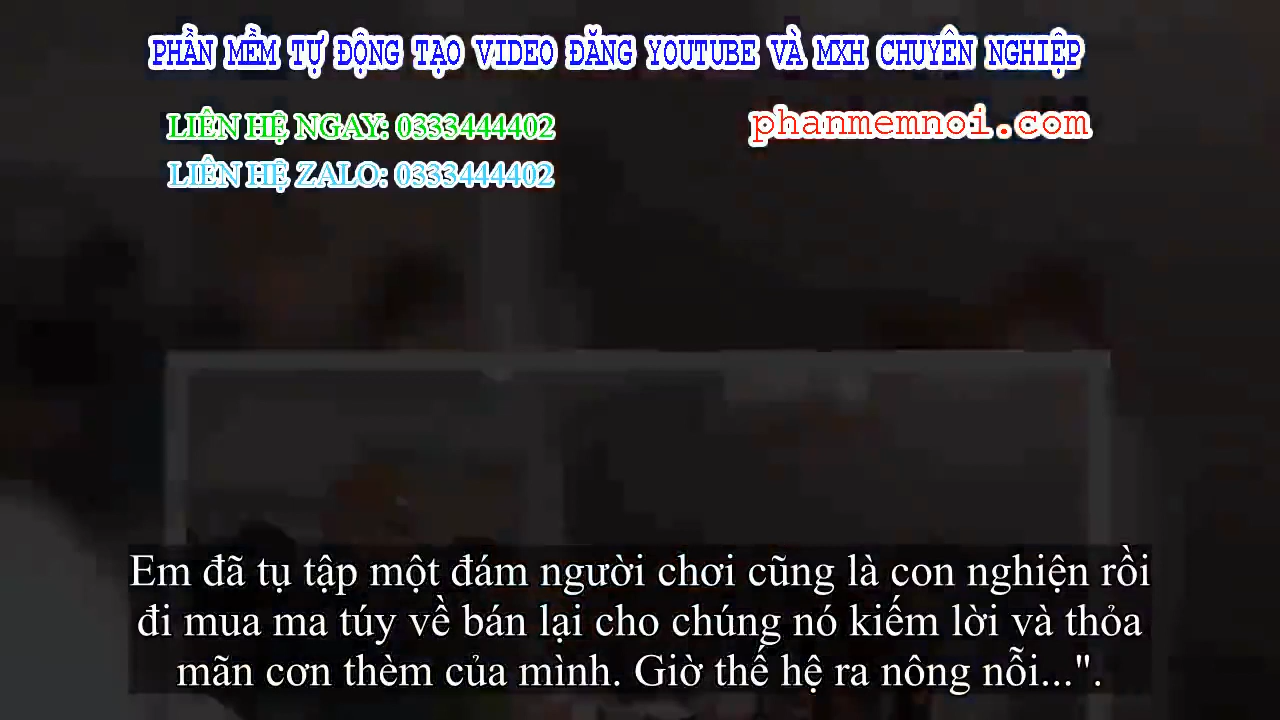 PHẦN MỀM TỰ ĐỘNG TẠO VIDEO ĐĂNG YOUTUBE VÀ MXH CHUYÊN NGHIỆP
LIÊN HỆ NGAY: 0333444402
phanmemnoi.com
LIÊN HỆ ZALO: 0333444402
Em đã tụ tập một đám người chơi cũng là con nghiện rồi
đi mua ma túy về bán lại cho chúng nó kiếm lời và thỏa
mãn cơn thèm của mình. Giờ thế hệ ra nông nỗi...".